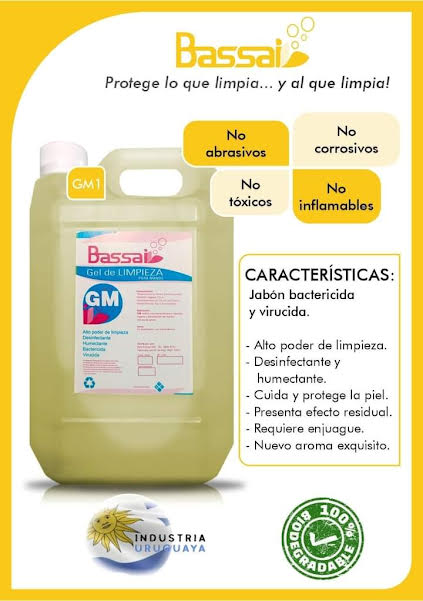 Bassai
Protege lo que limpia... y al que limpia!
No
abrasivos
No
corrosivos
No
tóxicos
No
inflamables
GM1
Bassai
Gel de LIMPIEZA
PARA MANOS
GM
Alto poder de limpieza
Desinfectante
Humectante
Bactericida
Virucida
CARACTERÍSTICAS:
Jabón bactericida
y virucida.
- Alto poder de limpieza.
- Desinfectante y
humectante.
- Cuida y protege la piel.
- Presenta efecto residual.
- Requiere enjuague.
- Nuevo aroma exquisito.
INDUSTRIA
URUGUAYA
100%
BIODEGRADABLE